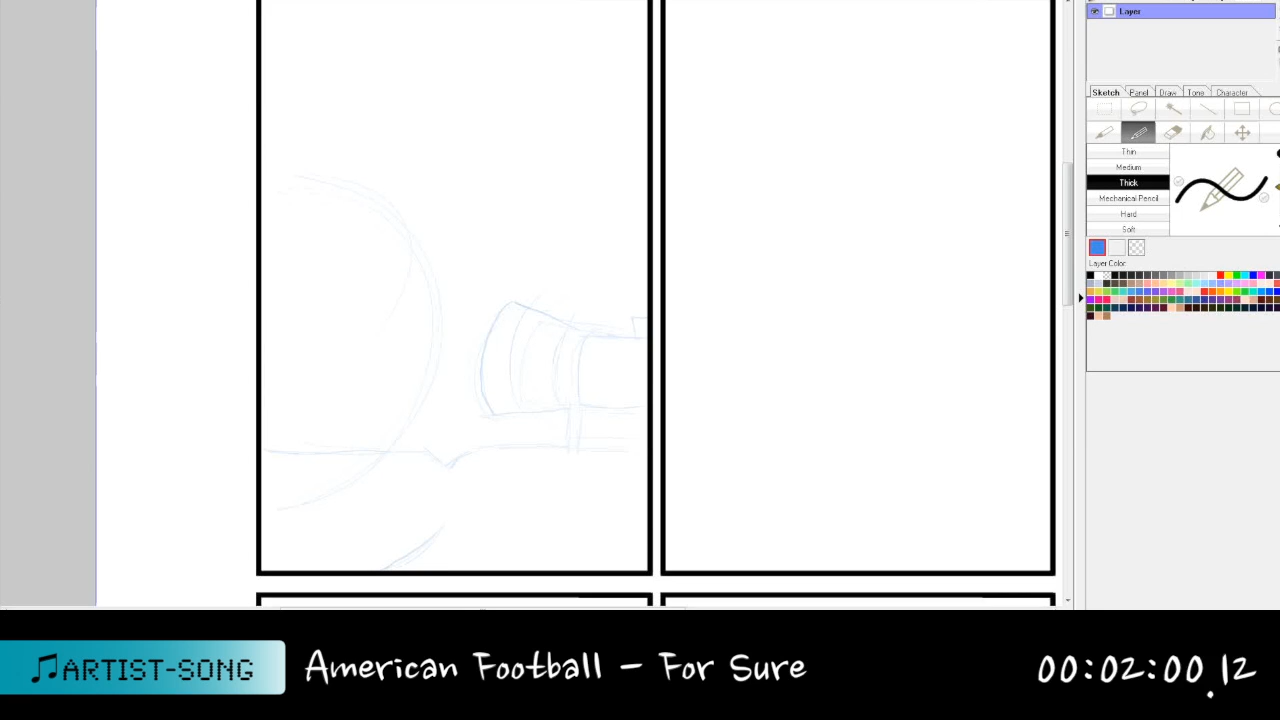 Layer
Sketch Panel Draw Tone Character
Thin
Medium
Thick
Mechanical Pencil
Hard
Soft
Layer Color
ARTIST-SONG
American Football - For Sure
00:02:00.12